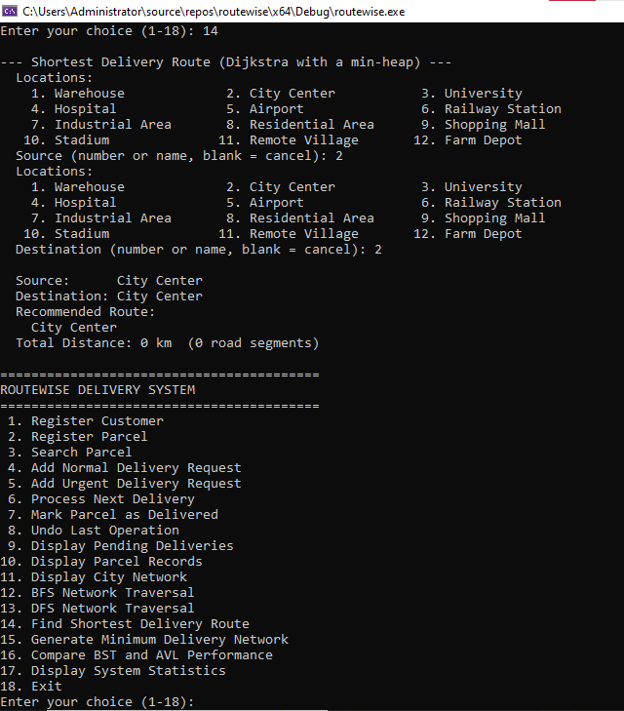 C:\Users\Administrator\source\repos\routewise\x64\Debug\routewise.exe
Enter your choice (1-18): 14

--- Shortest Delivery Route (Dijkstra with a min-heap) ---
  Locations:
    1. Warehouse             2. City Center           3. University
    4. Hospital              5. Airport               6. Railway Station
    7. Industrial Area       8. Residential Area      9. Shopping Mall
   10. Stadium              11. Remote Village       12. Farm Depot
  Source (number or name, blank = cancel): 2
  Locations:
    1. Warehouse             2. City Center           3. University
    4. Hospital              5. Airport               6. Railway Station
    7. Industrial Area       8. Residential Area      9. Shopping Mall
   10. Stadium              11. Remote Village       12. Farm Depot
  Destination (number or name, blank = cancel): 2

  Source:      City Center
  Destination: City Center
  Recommended Route:
    City Center
  Total Distance: 0 km  (0 road segments)

=========================================
ROUTEWISE DELIVERY SYSTEM
=========================================
 1. Register Customer
 2. Register Parcel
 3. Search Parcel
 4. Add Normal Delivery Request
 5. Add Urgent Delivery Request
 6. Process Next Delivery
 7. Mark Parcel as Delivered
 8. Undo Last Operation
 9. Display Pending Deliveries
10. Display Parcel Records
11. Display City Network
12. BFS Network Traversal
13. DFS Network Traversal
14. Find Shortest Delivery Route
15. Generate Minimum Delivery Network
16. Compare BST and AVL Performance
17. Display System Statistics
18. Exit
Enter your choice (1-18):